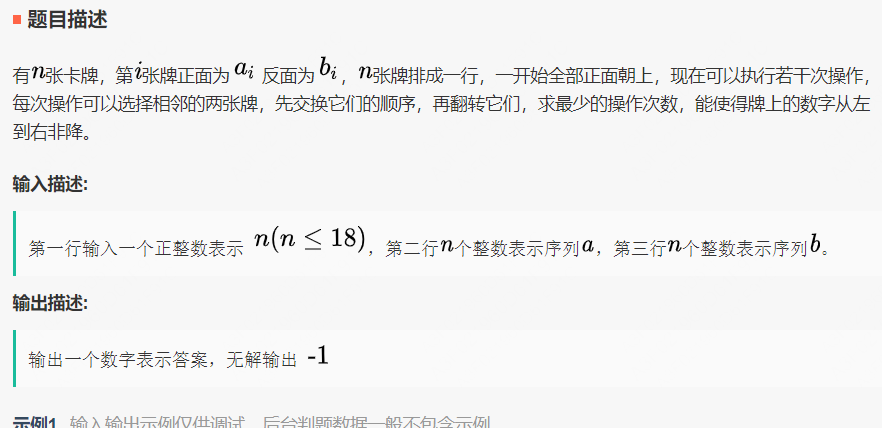 题目描述
有n张卡牌，第i张牌正面为 a_i 反面为 b_i，n张牌排成一行，一开始全部正面朝上，现在可以执行若干次操作，
每次操作可以选择相邻的两张牌，先交换它们的顺序，再翻转它们，求最少的操作次数，能使得牌上的数字从左
到右非降。
输入描述:
第一行输入一个正整数表示 n(n ≤ 18)，第二行n个整数表示序列a，第三行n个整数表示序列b。
输出描述:
输出一个数字表示答案，无解输出 -1
示例1 输入输出示例仅供调试，后台判题数据一般不包含示例